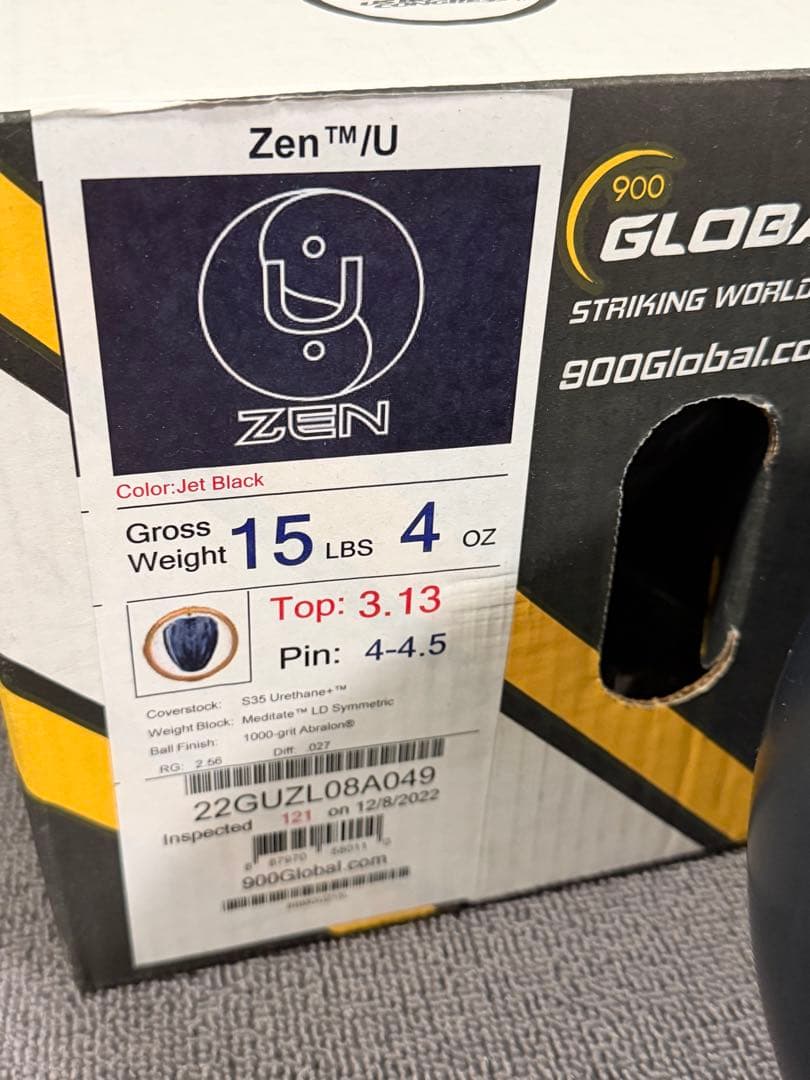 Zen™/U
U
ZEN
Color:Jet Black
Gross Weight 15 LBS 4 OZ
Top: 3.13
Pin: 4-4.5
Coverstock: S35 Urethane+™
Weight Block: Meditate™ LD Symmetric
Ball Finish: 1000-grit Abralon®
RG: 2.56 Diff: .027
22GUZL08A049
Inspected 121 on 12/8/2022
900Global.com
900
GLOBA
STRIKING WORLD
900Global.co